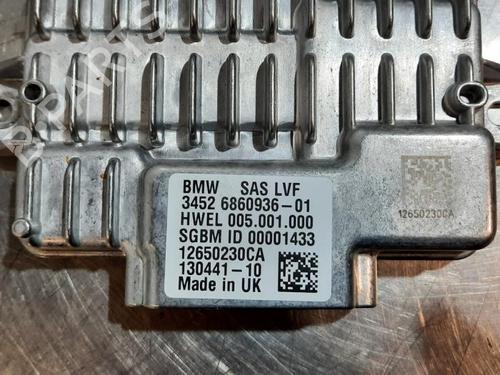 BMW SAS LVF
3452 6860936-01
HWEL 005.001.000
SGBM ID 00001433
12650230CA
130441-10
Made in UK
12650230CA